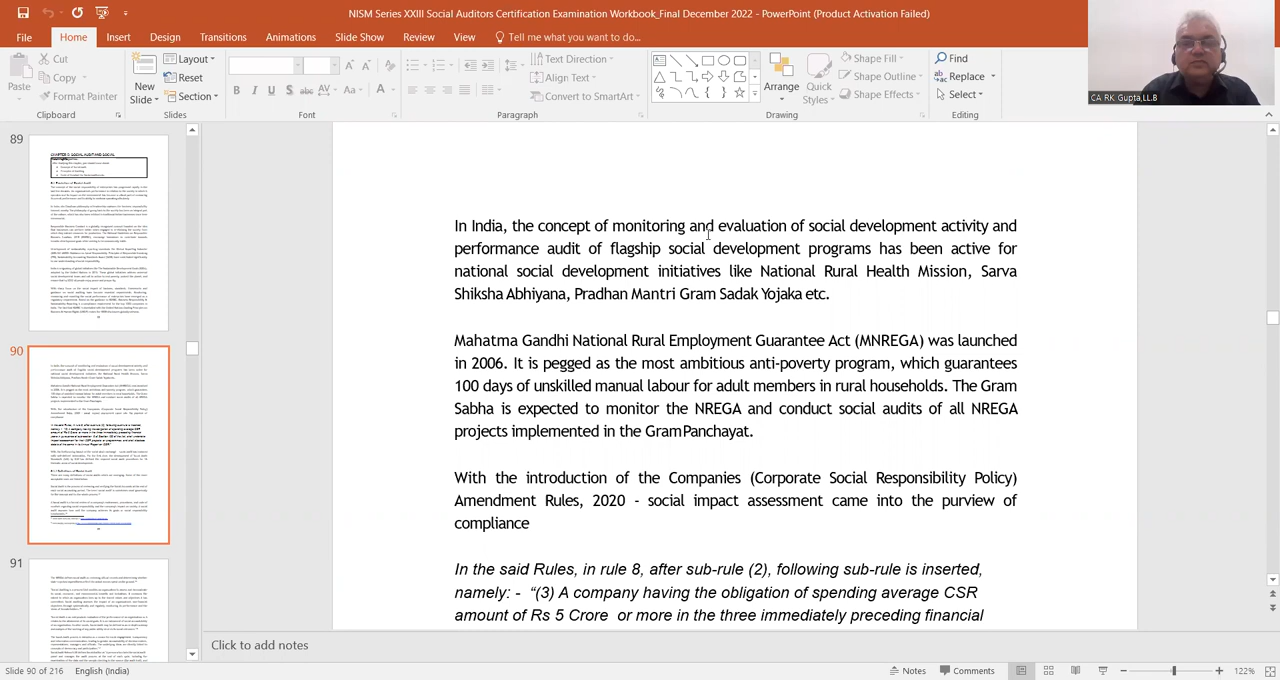 NISM Series XXIII Social Auditors Certification Examination Workbook_Final December 2022 - PowerPoint (Product Activation Failed)
File Home Insert Design Transitions Animations Slide Show Review View Tell me what you want to do...
Paste
Cut
Copy
Format Painter
Clipboard
New Slide
Layout
Reset
Section
Slides
B I U S abc AV Aa A
Font
Text Direction
Align Text
Convert to SmartArt
Paragraph
Arrange
Quick Styles
Shape Fill
Shape Outline
Shape Effects
Drawing
Find
Replace
Select
Editing
CA RK Gupta,LL.B
89
90
91
In India, the concept of monitoring and evaluation of social development activity and
performance audit of flagship social development programs has been active for
national social development initiatives like National Health Mission, Sarva
Shiksha Abhiyan, Pradhan Mantri Gram Sadak Yojana etc.
Mahatma Gandhi National Rural Employment Guarantee Act (MNREGA) was launched
in 2006. It is pegged as the most ambitious social security program, which guarantees
100 days of unskilled manual labour for adult members of rural households. The Gram
Sabha is expected to monitor the NREGA and conduct social audits of all NREGA
projects implemented in the Gram Panchayat.
With the introduction of the Companies (Corporate Social Responsibility Policy)
Amendment Rules, 2020 - social impact assessment came into the preview of
compliance
In the said Rules, in rule 8, after sub-rule (2), following sub-rule is inserted,
namely: - (3) a company having the obligation of spending average CSR
amount of Rs.5 Crore or more in the three immediately preceding financial
Click to add notes
Slide 90 of 216 English (India) Notes Comments 122%